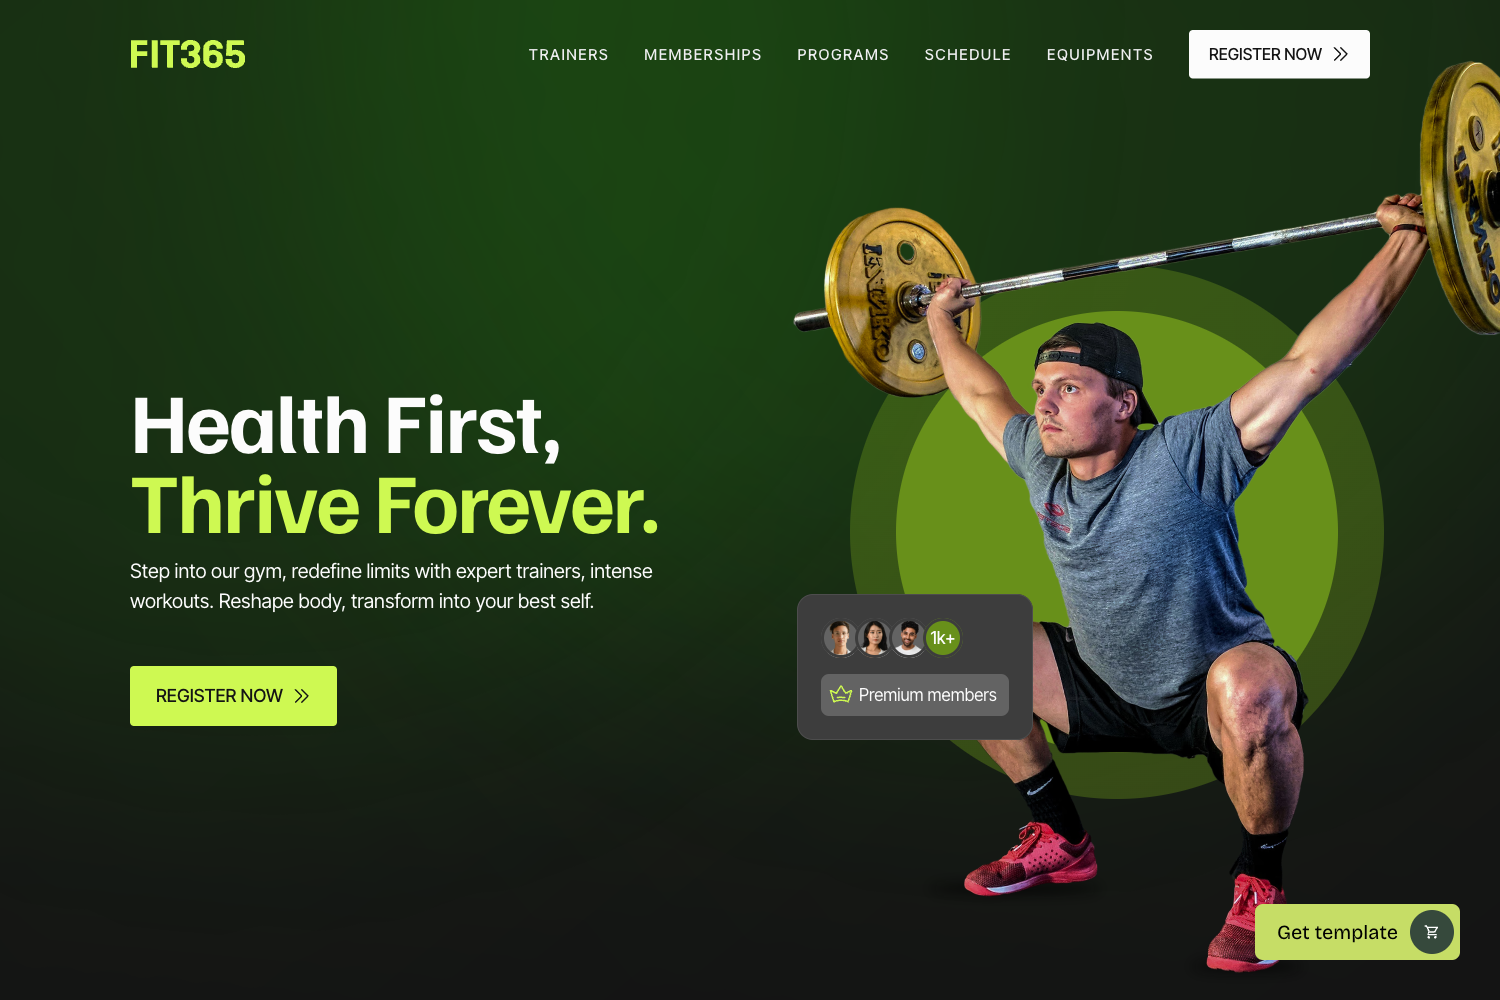 FIT365
TRAINERS
MEMBERSHIPS
PROGRAMS
SCHEDULE
EQUIPMENTS
REGISTER NOW
Health First,
Thrive Forever.
Step into our gym, redefine limits with expert trainers, intense
workouts. Reshape body, transform into your best self.
REGISTER NOW
1k+
Premium members
Get template